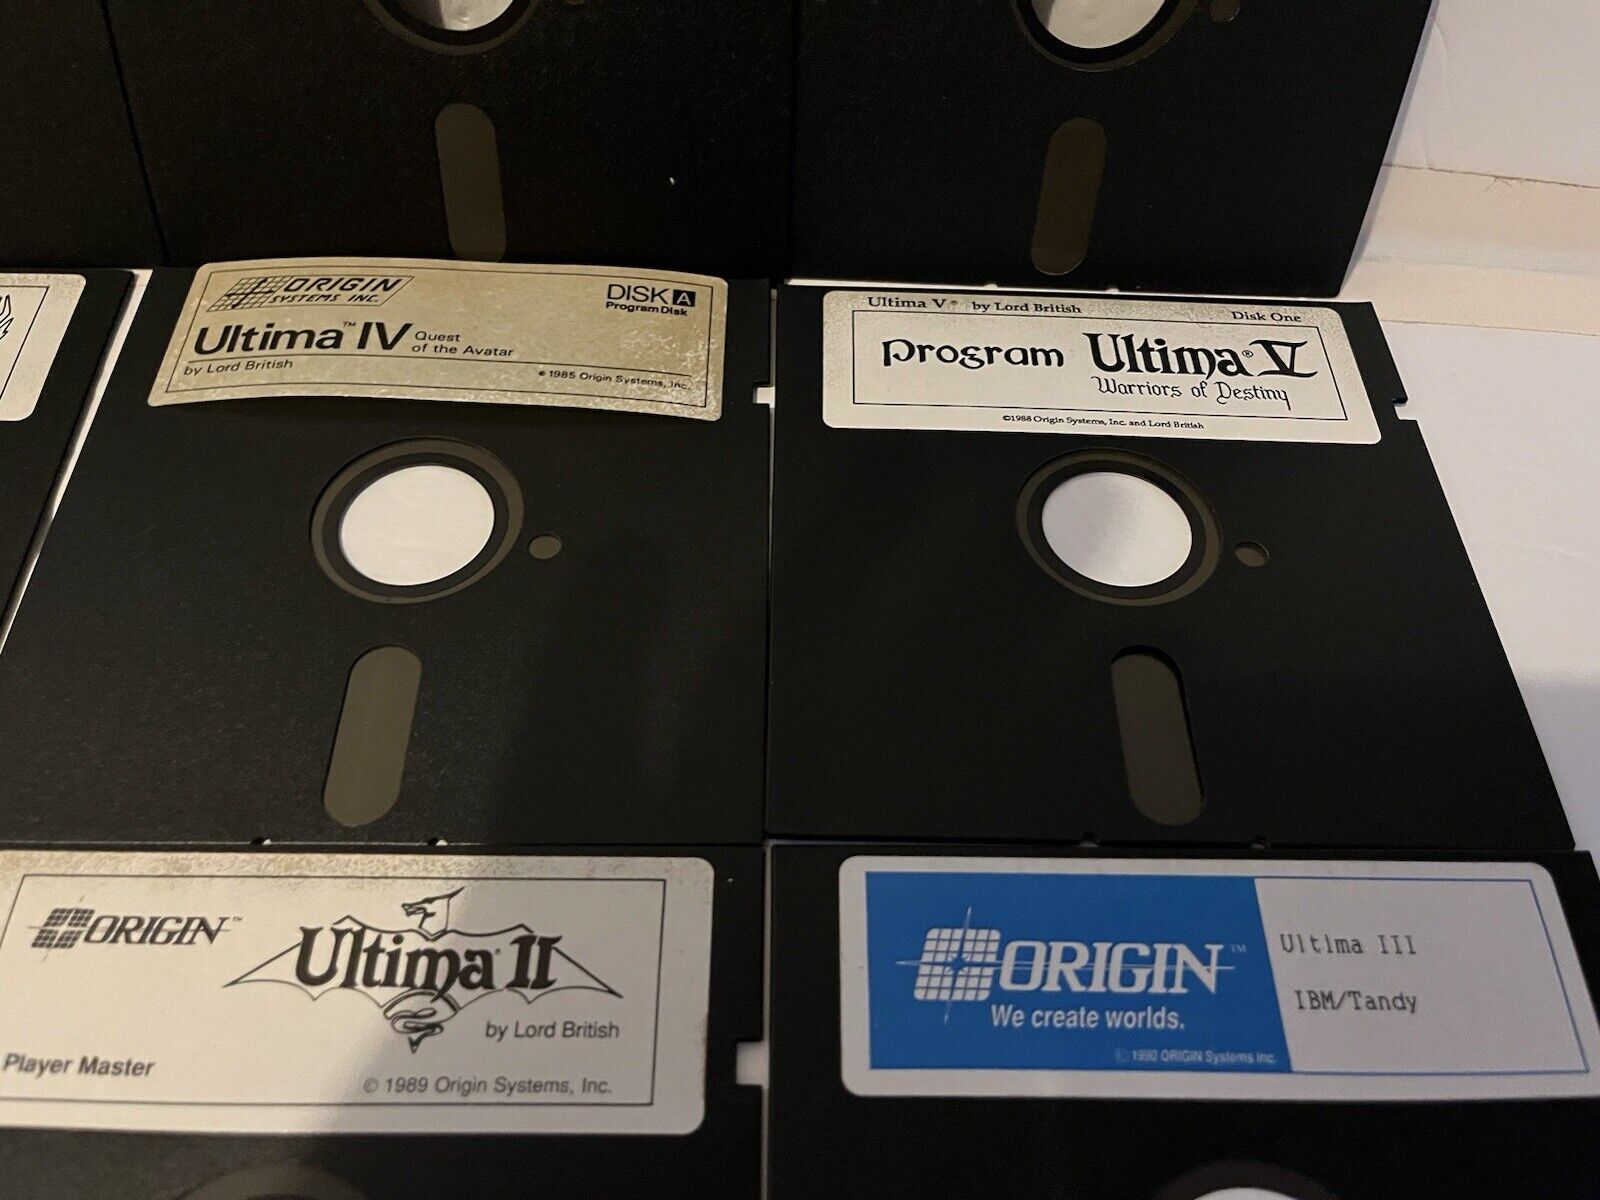 ORIGIN
SYSTEMS INC.
DISK A
Program Disk
Ultima™ IV Quest
of the Avatar
by Lord British
© 1985 Origin Systems, Inc.
Ultima V® by Lord British
Disk One
Program Ultima® V
Warriors of Destiny
©1988 Origin Systems, Inc. and Lord British
ORIGIN™
Ultima® II
by Lord British
Player Master
© 1989 Origin Systems, Inc.
ORIGIN™
We create worlds.
© 1990 ORIGIN Systems Inc.
Ultima III
IBM/Tandy